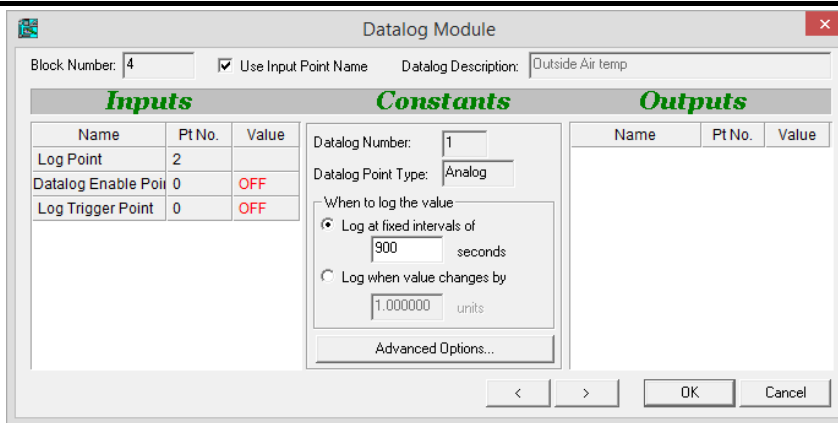 Datalog Module
Block Number: 4 Use Input Point Name Datalog Description: Outside Air temp
Inputs Constants Outputs
Name Pt No. Value
Log Point 2
Datalog Enable Poi 0 OFF
Log Trigger Point 0 OFF
Datalog Number: 1
Datalog Point Type: Analog
When to log the value
Log at fixed intervals of
900 seconds
Log when value changes by
1.000000 units
Advanced Options...
Name Pt No. Value
< > OK Cancel